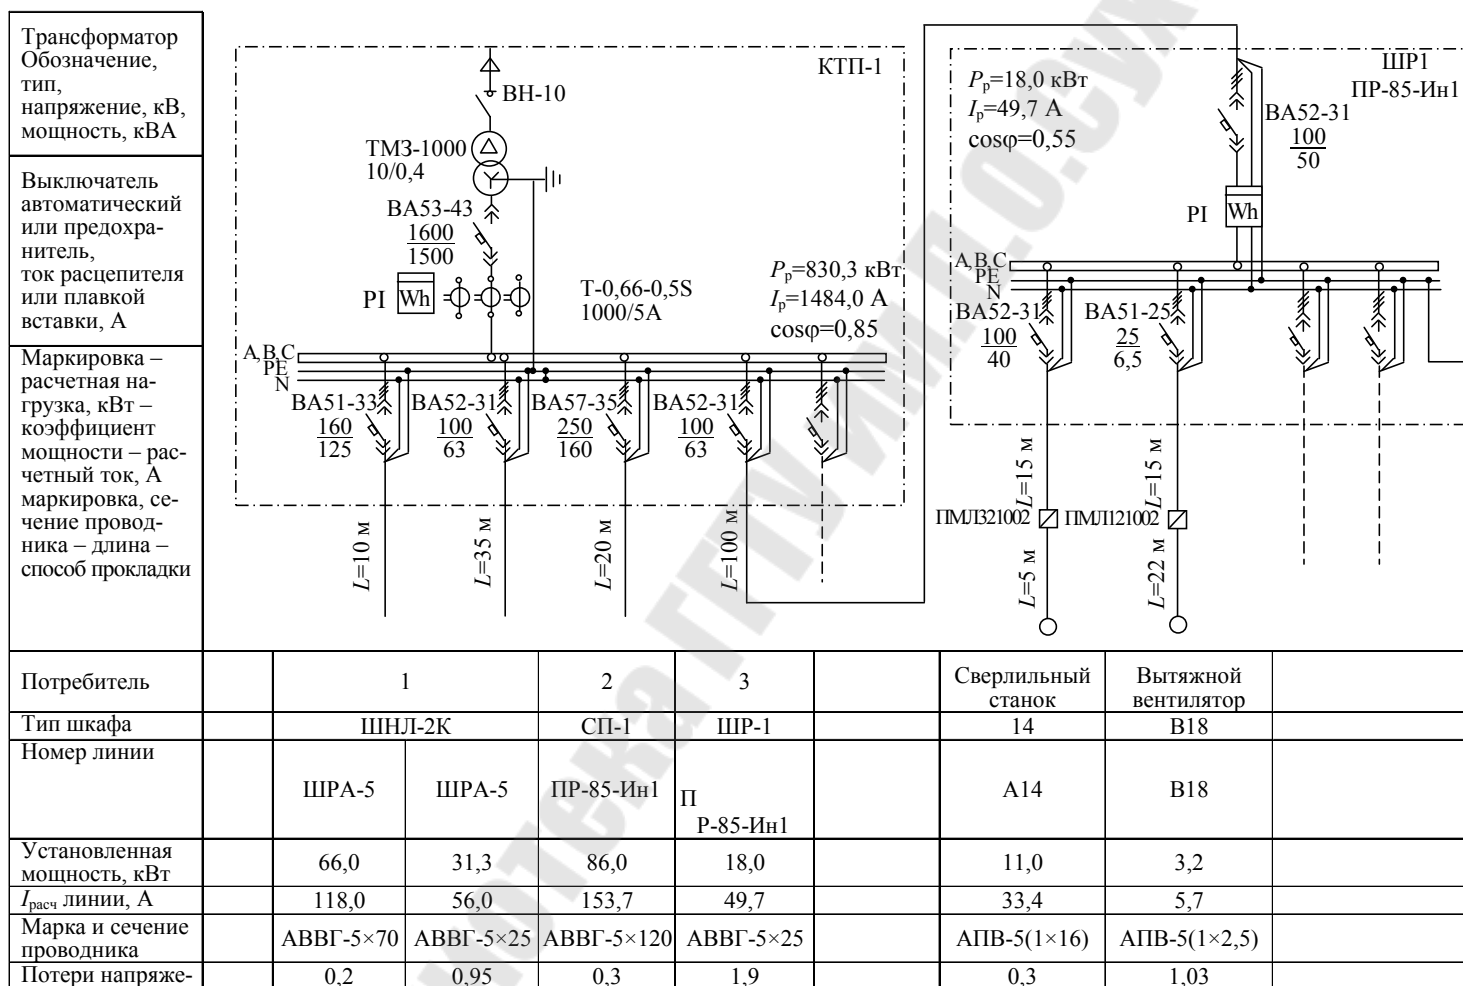 Трансформатор
Обозначение,
тип,
напряжение, кВ,
мощность, кВА
Выключатель
автоматический
или предохра-
нитель,
ток расцепителя
или плавкой
вставки, А
Маркировка –
расчетная на-
грузка, кВт –
коэффициент
мощности – рас-
четный ток, А
маркировка, се-
чение провод-
ника – длина –
способ прокладки
КТП-1
ВН-10
ТМЗ-1000
10/0,4
ВА53-43
1600
1500
PI Wh
Т-0,66-0,5S
1000/5А
Pр=830,3 кВт
Iр=1484,0 А
cosφ=0,85
А,В,С
РЕ
N
ВА51-33 ВА52-31 ВА57-35 ВА52-31
160 100 250 100
125 63 160 63
L=10 м L=35 м L=20 м L=100 м
Pр=18,0 кВт
Iр=49,7 А
cosφ=0,55
ШР1
ПР-85-Ин1
ВА52-31
100
50
PI Wh
А,В,С
РЕ
N
ВА52-31 ВА51-25
100 25
40 6,5
L=15 м L=15 м
ПМЛ321002 ПМЛ121002
L=5 м L=22 м
Потребитель 1 2 3 Сверлильный станок Вытяжной вентилятор
Тип шкафа ШНЛ-2К СП-1 ШР-1 14 В18
Номер линии ШРА-5 ШРА-5 ПР-85-Ин1 П Р-85-Ин1 А14 В18
Установленная мощность, кВт 66,0 31,3 86,0 18,0 11,0 3,2
Iрасч линии, А 118,0 56,0 153,7 49,7 33,4 5,7
Марка и сечение проводника АВВГ-5×70 АВВГ-5×25 АВВГ-5×120 АВВГ-5×25 АПВ-5(1×16) АПВ-5(1×2,5)
Потери напряже- 0,2 0,95 0,3 1,9 0,3 1,03